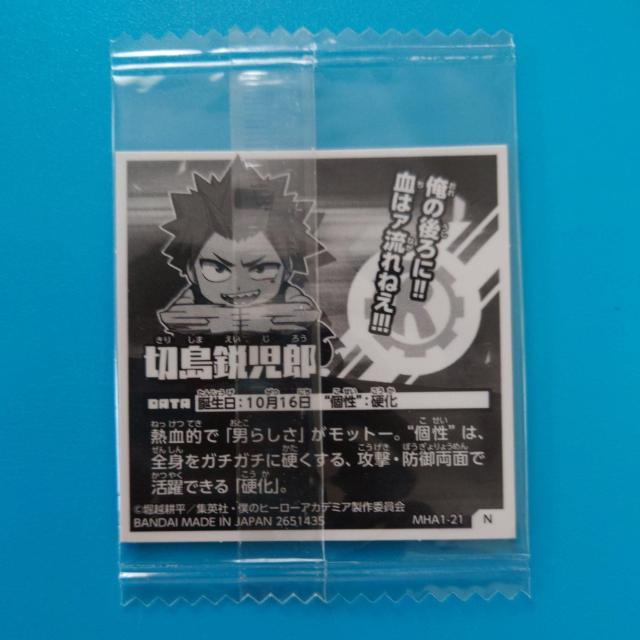 俺の後ろに!!!
血はァ流れねえ!!!
切島鋭児郎
DATA 誕生日:10月16日 “個性”:硬化
熱血的で「男らしさ」がモットー。“個性”は、
全身をガチガチに硬くする、攻撃・防御両面で
活躍できる「硬化」。
©堀越耕平／集英社・僕のヒーローアカデミア製作委員会
BANDAI MADE IN JAPAN 2651435
MHA1-21 N